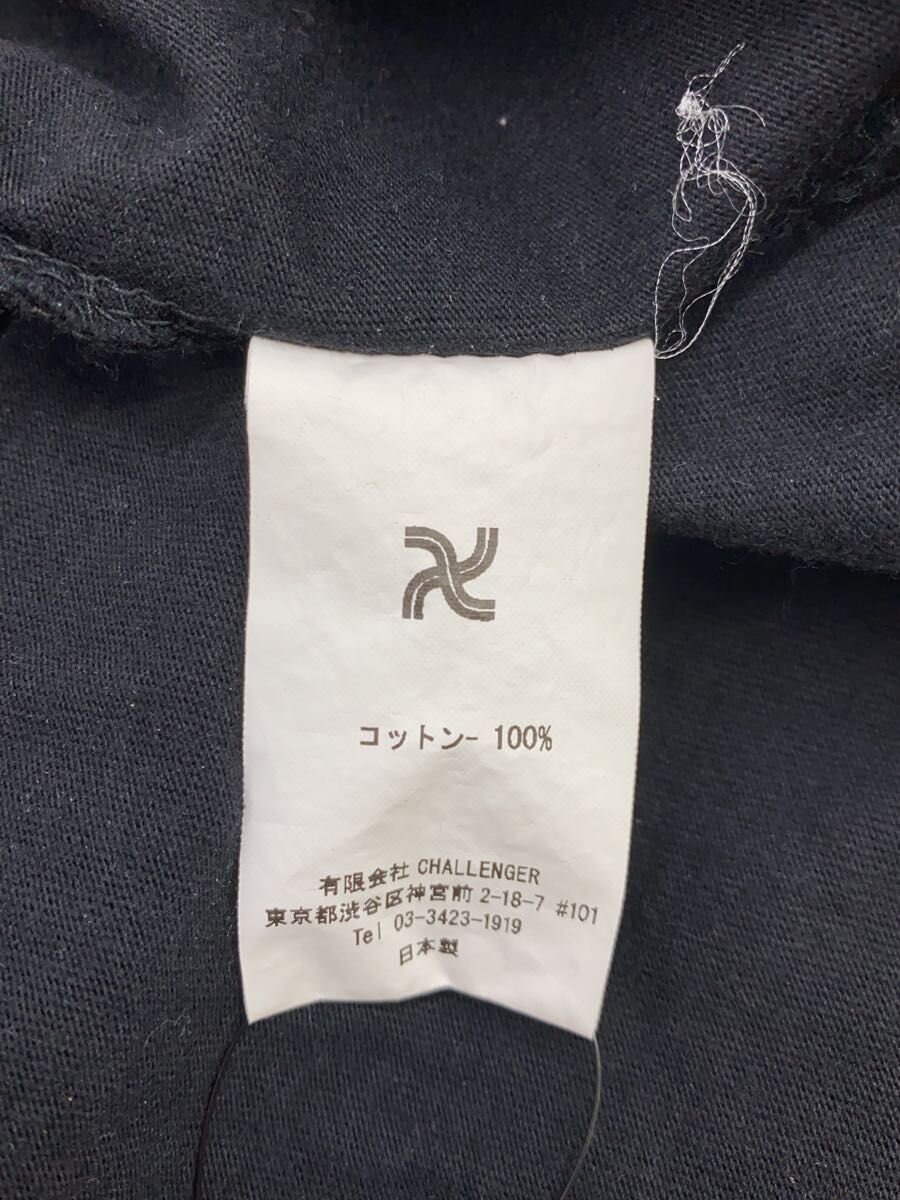 コットン- 100%
有限会社 CHALLENGER
東京都渋谷区神宮前 2-18-7 #101
Tel 03-3423-1919
日本製